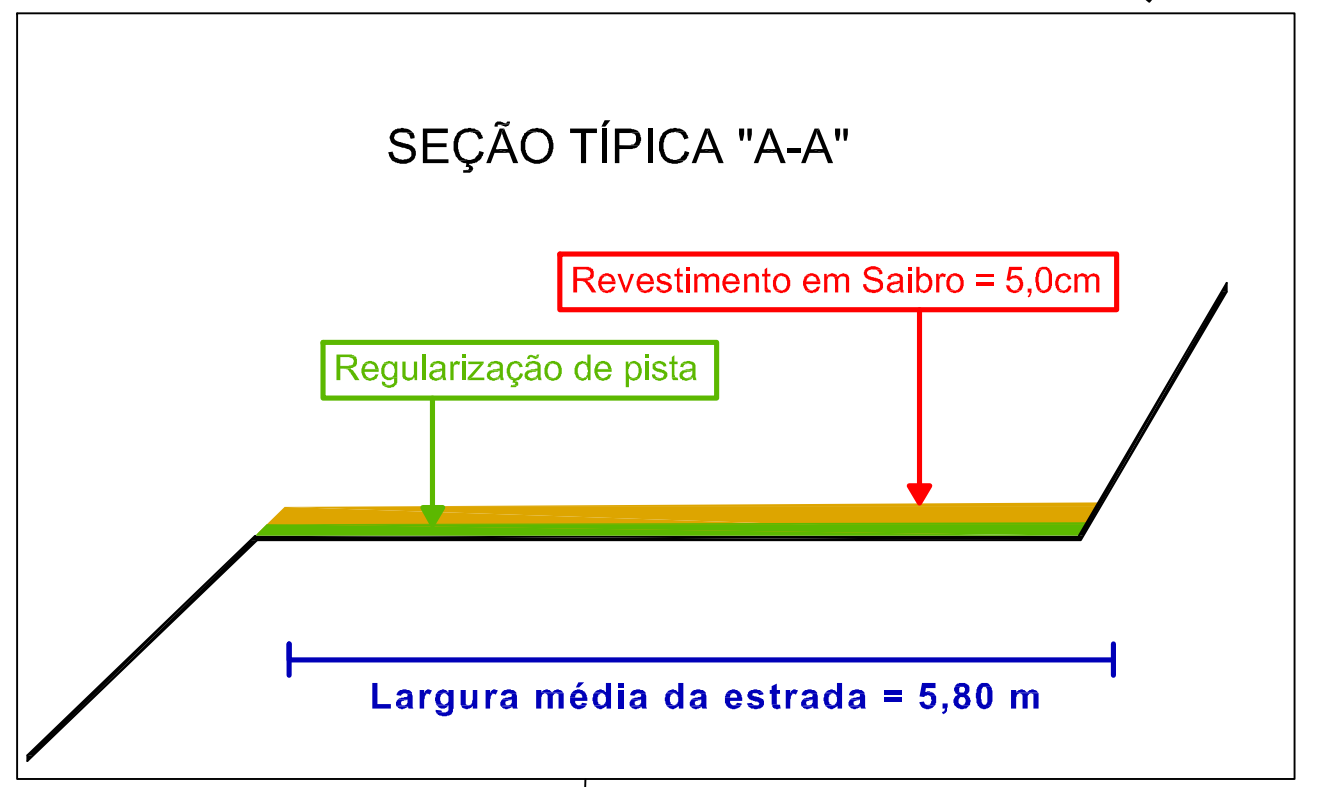 SEÇÃO TÍPICA "A-A"
Revestimento em Saibro = 5,0cm
Regularização de pista
Largura média da estrada = 5,80 m